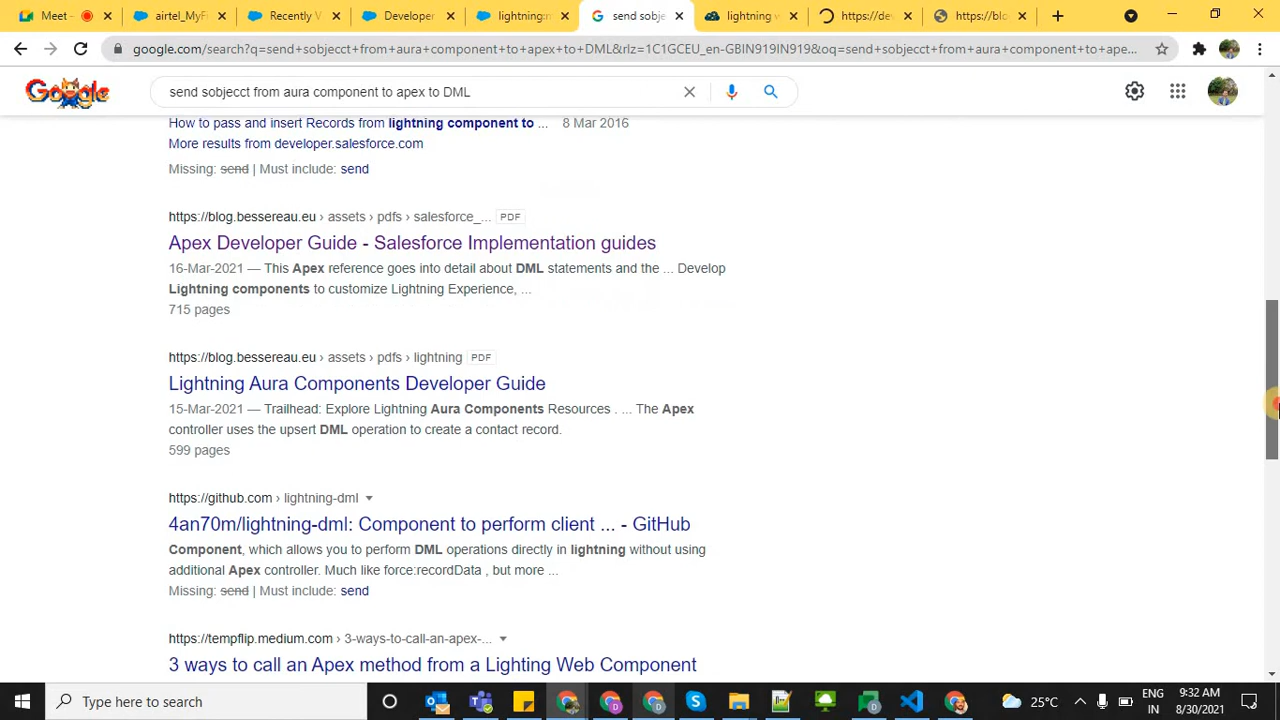 Meet -
airtel_MyFi
Recently V
Developer
lightning:m
send sobje
lightning w
https://de
https://blo
google.com/search?q=send+sobjecct+from+aura+component+to+apex+to+DML&rlz=1C1GCEU_en-GBIN919IN919&oq=send+sobjecct+from+aura+component+to+ape...
Google
send sobjecct from aura component to apex to DML
How to pass and insert Records from lightning component to ... 8 Mar 2016
More results from developer.salesforce.com
Missing: send | Must include: send
https://blog.bessereau.eu › assets › pdfs › salesforce_... PDF
Apex Developer Guide - Salesforce Implementation guides
16-Mar-2021 — This Apex reference goes into detail about DML statements and the ... Develop
Lightning components to customize Lightning Experience, ...
715 pages
https://blog.bessereau.eu › assets › pdfs › lightning PDF
Lightning Aura Components Developer Guide
15-Mar-2021 — Trailhead: Explore Lightning Aura Components Resources . ... The Apex
controller uses the upsert DML operation to create a contact record.
599 pages
https://github.com › lightning-dml
4an70m/lightning-dml: Component to perform client ... - GitHub
Component, which allows you to perform DML operations directly in lightning without using
additional Apex controller. Much like force:recordData , but more ...
Missing: send | Must include: send
https://tempflip.medium.com › 3-ways-to-call-an-apex-...
3 ways to call an Apex method from a Lighting Web Component
Type here to search
25°C
ENG
IN
9:32 AM
8/30/2021